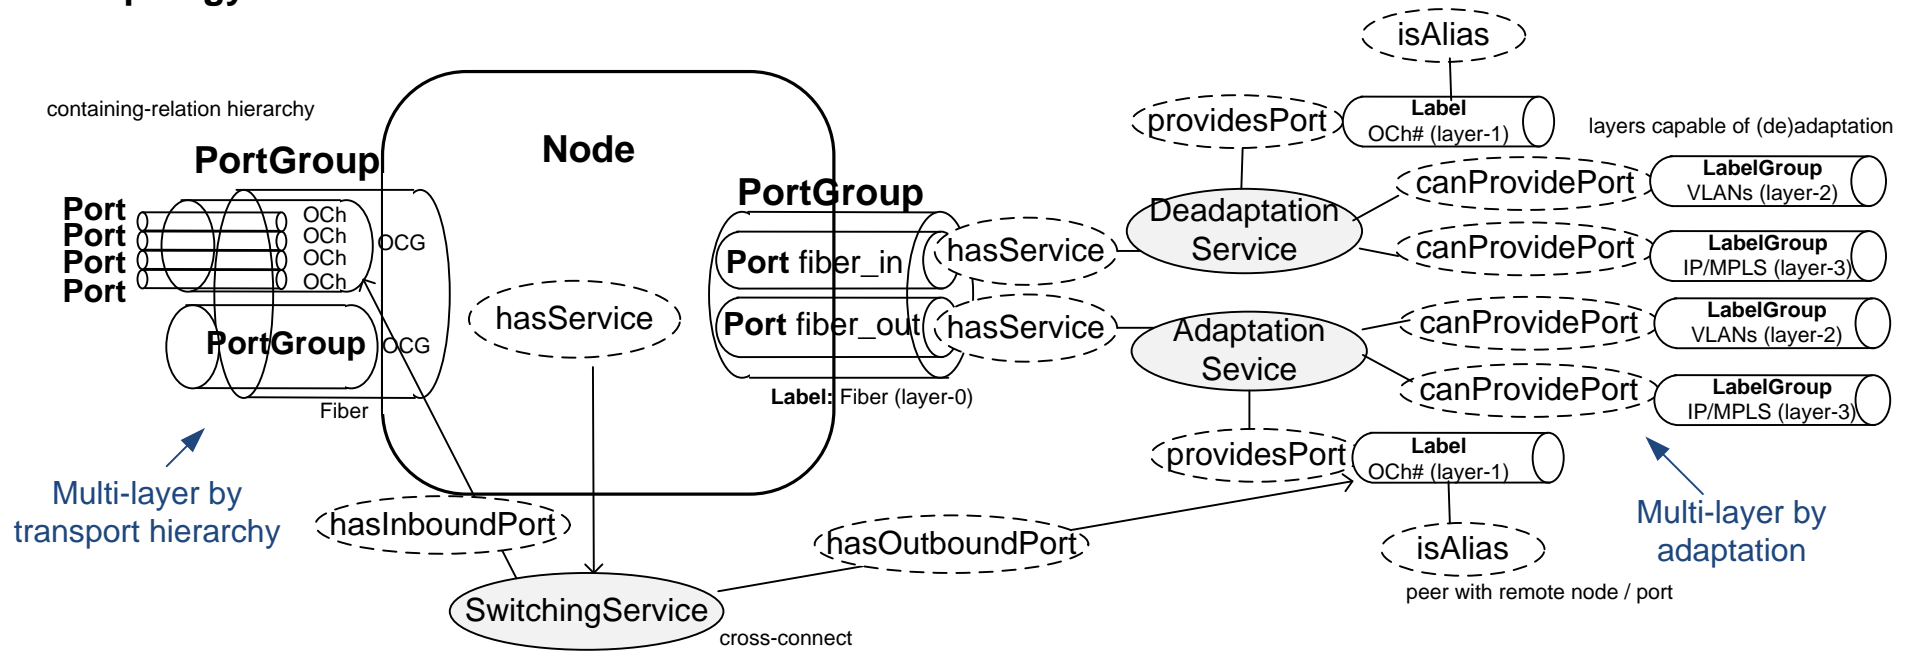 isAlias
containing-relation hierarchy
providesPort
Label
OCh# (layer-1)
layers capable of (de)adaptation
PortGroup
Node
PortGroup
canProvidePort
LabelGroup
VLANs (layer-2)
Port
Port
Port
Port
OCh
OCh
OCh
OCh
OCG
Port fiber_in
hasService
Deadaptation
Service
canProvidePort
LabelGroup
IP/MPLS (layer-3)
hasService
Port fiber_out
hasService
Adaptation
Sevice
canProvidePort
LabelGroup
VLANs (layer-2)
PortGroup
OCG
Fiber
Label: Fiber (layer-0)
canProvidePort
LabelGroup
IP/MPLS (layer-3)
providesPort
Label
OCh# (layer-1)
Multi-layer by
transport hierarchy
hasInboundPort
hasOutboundPort
isAlias
Multi-layer by
adaptation
peer with remote node / port
SwitchingService
cross-connect